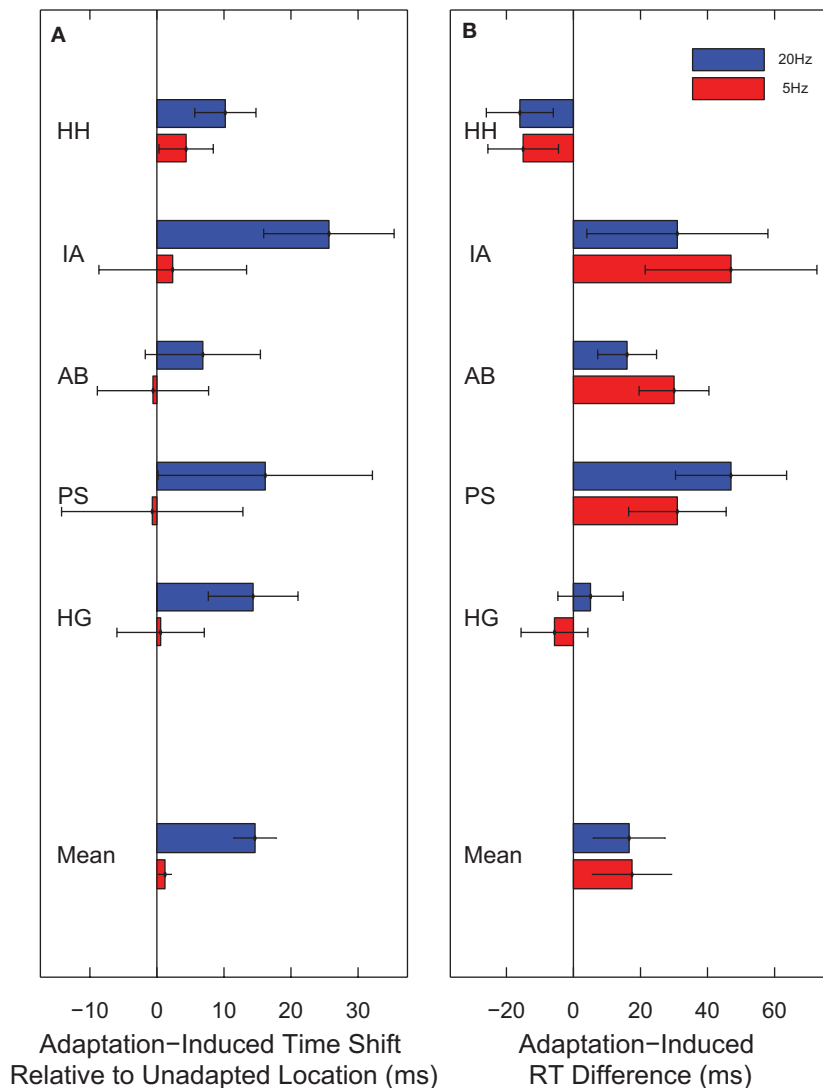 A
HH
IA
AB
PS
HG
Mean
−10 0 10 20 30
Adaptation−Induced Time Shift
Relative to Unadapted Location (ms)
B
20Hz
5Hz
HH
IA
AB
PS
HG
Mean
−20 0 20 40 60
Adaptation−Induced
RT Difference (ms)